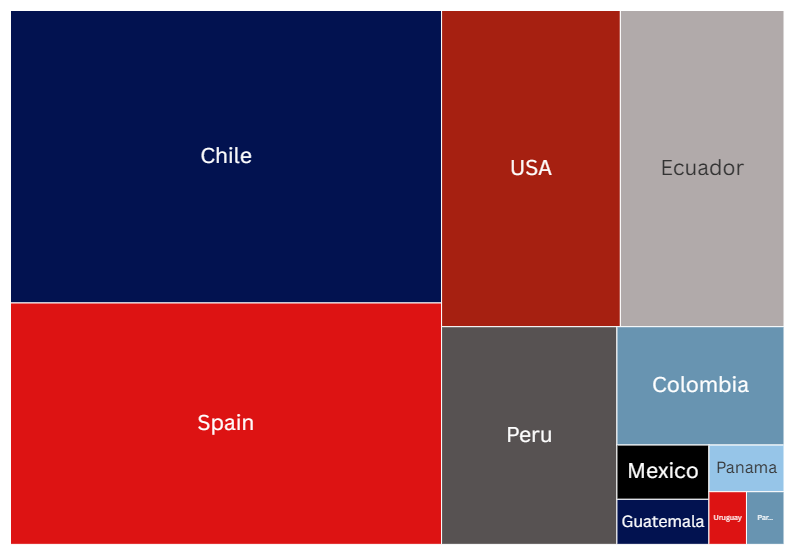 Chile
USA
Ecuador
Spain
Peru
Colombia
Mexico
Panama
Guatemala
Uruguay
Par...